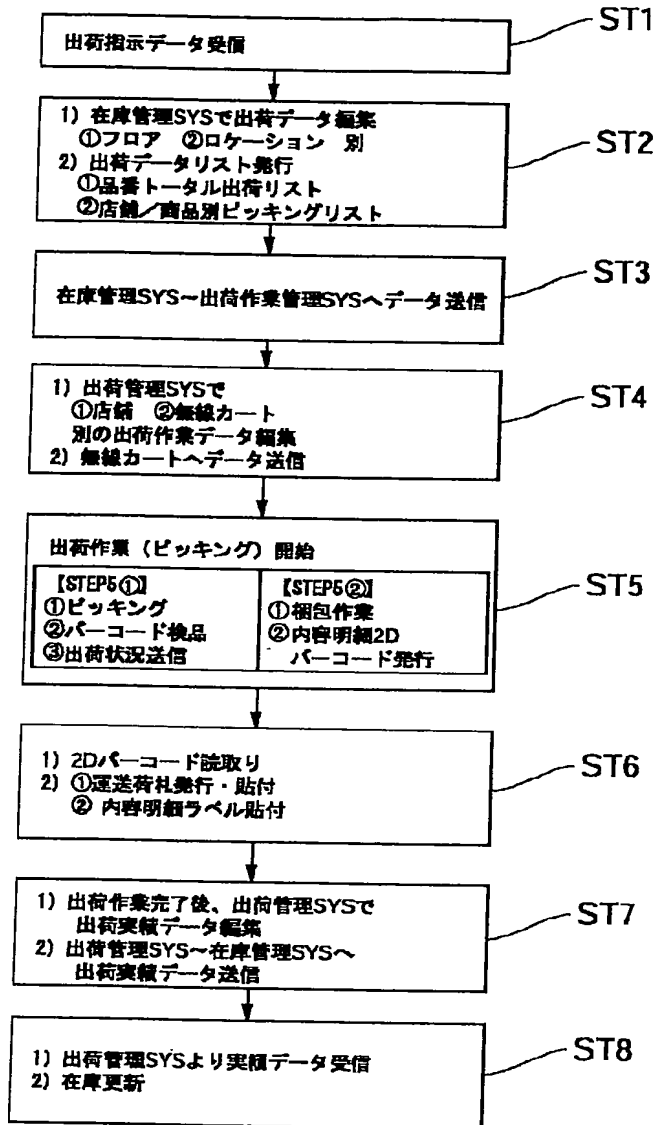 ST1
出荷指示データ受信
ST2
1) 在庫管理SYSで出荷データ編集
①フロア ②ロケーション 別
2) 出荷データリスト発行
①品番トータル出荷リスト
②店舗/商品別ピッキングリスト
ST3
在庫管理SYS~出荷作業管理SYSへデータ送信
ST4
1) 出荷管理SYSで
①店舗 ②無線カート
別の出荷作業データ編集
2) 無線カートへデータ送信
ST5
出荷作業(ピッキング)開始
【STEP5①】
①ピッキング
②バーコード検品
③出荷状況送信
【STEP5②】
①梱包作業
②内容明細2D
バーコード発行
ST6
1) 2Dバーコード読取り
2) ①運送荷札発行・貼付
② 内容明細ラベル貼付
ST7
1) 出荷作業完了後、出荷管理SYSで
出荷実績データ編集
2) 出荷管理SYS~在庫管理SYSへ
出荷実績データ送信
ST8
1) 出荷管理SYSより実績データ受信
2) 在庫更新